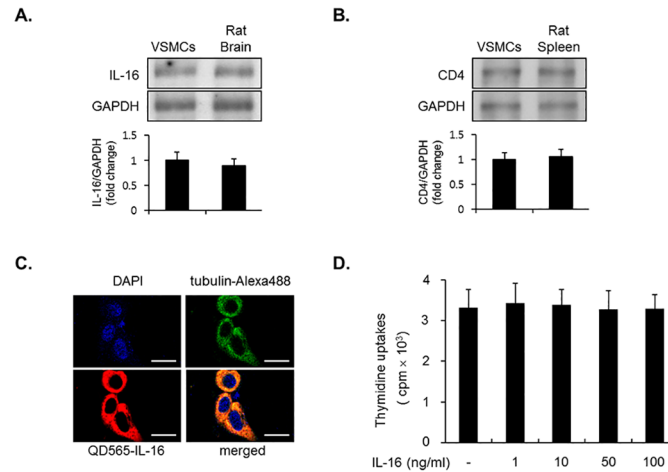 A.
VSMCs Rat Brain
IL-16
GAPDH
IL-16/GAPDH
(fold change)
1.5
1
0.5
0
B.
VSMCs Rat Spleen
CD4
GAPDH
CD4/GAPDH
(fold change)
1.5
1
0.5
0
C.
DAPI tubulin-Alexa488
QD565-IL-16 merged
D.
Thymidine uptakes
( cpm × 10³)
4
3
2
1
0
IL-16 (ng/ml) - 1 10 50 100